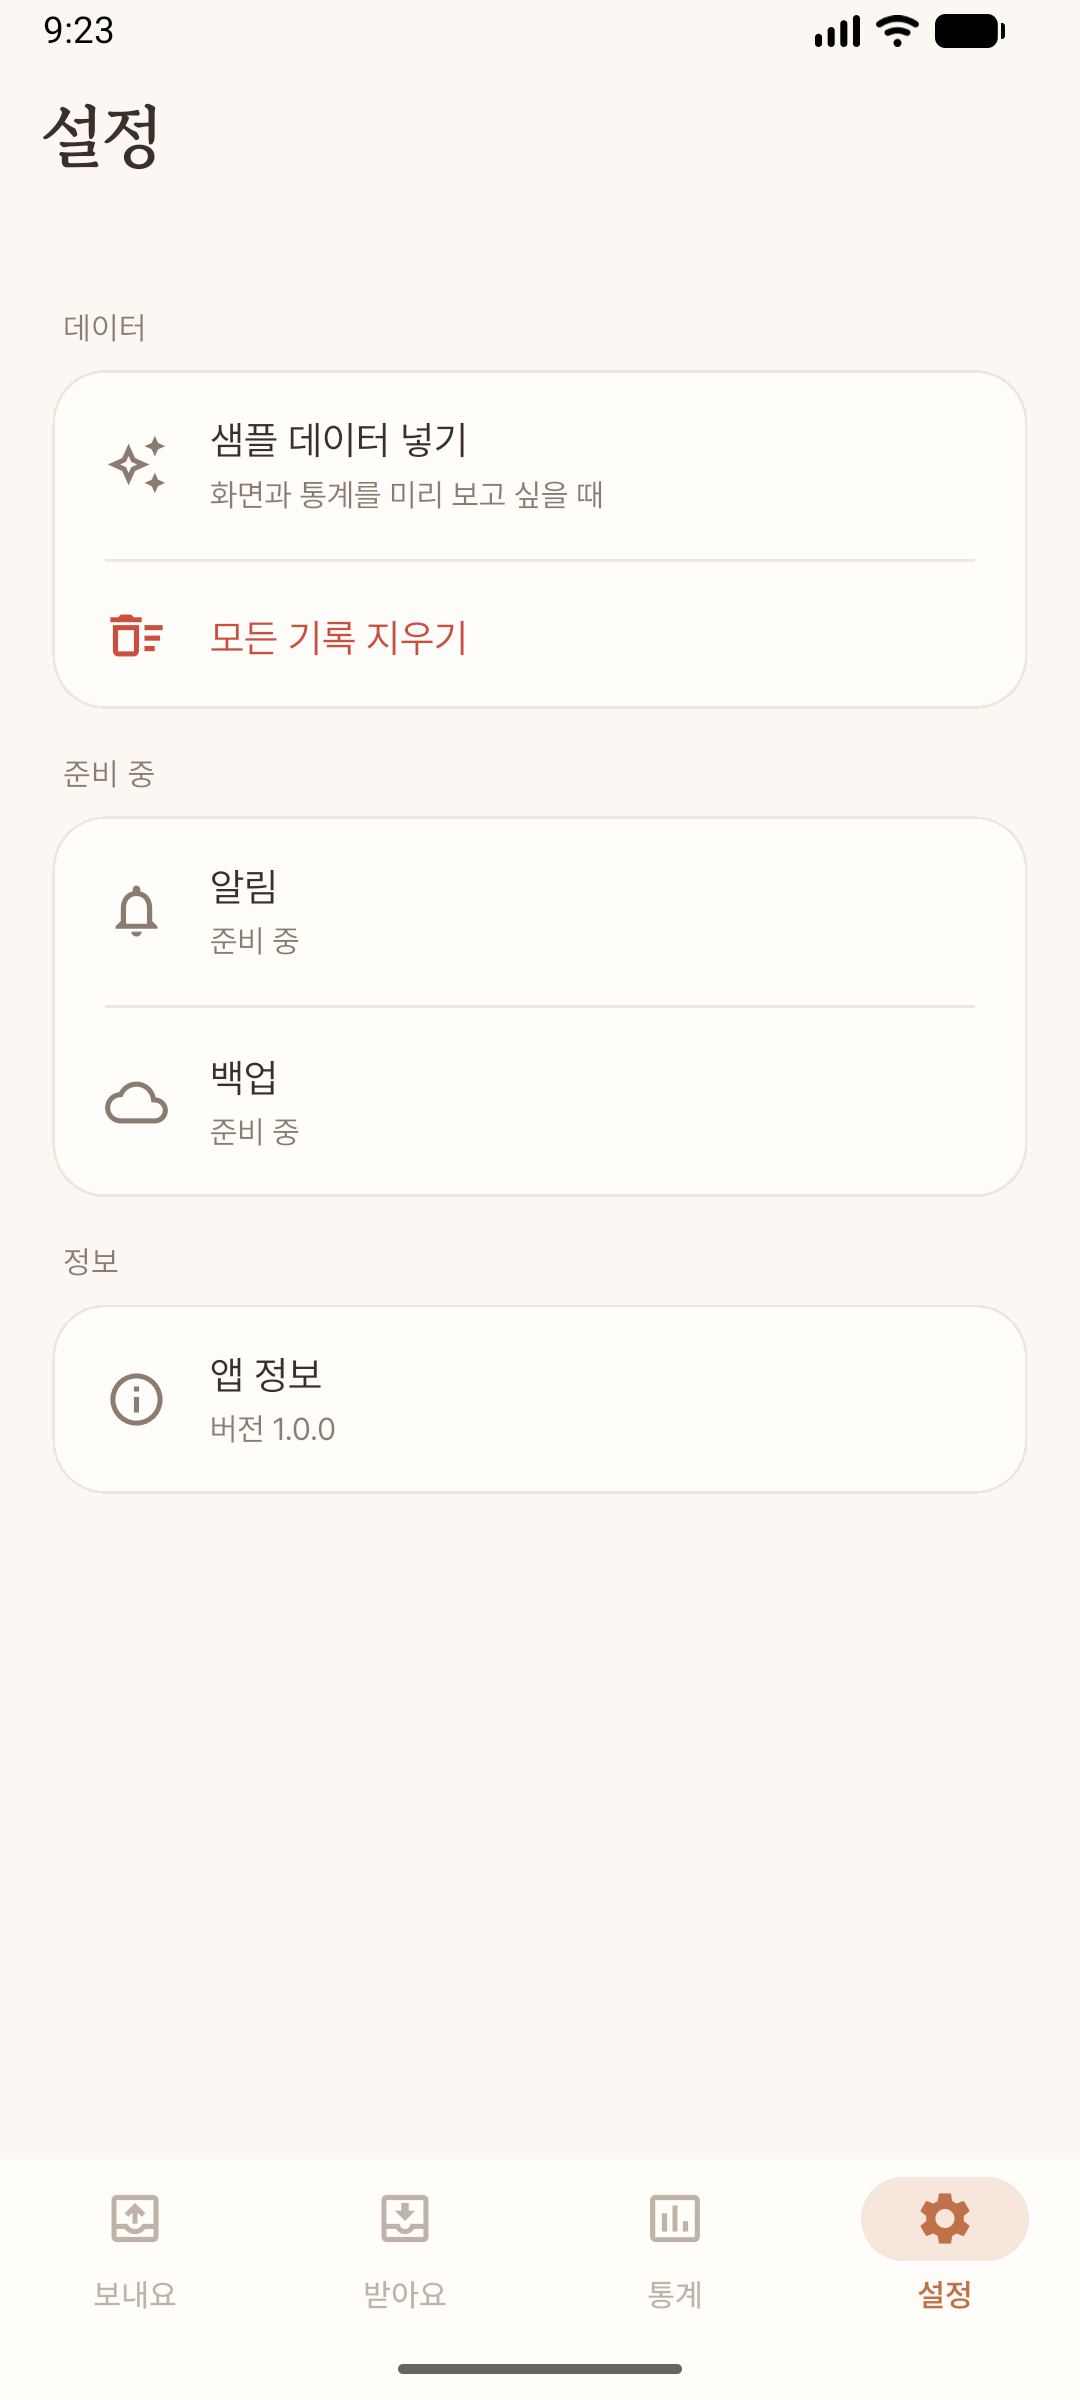 9:23
설정
데이터
샘플 데이터 넣기
화면과 통계를 미리 보고 싶을 때
모든 기록 지우기
준비 중
알림
준비 중
백업
준비 중
정보
앱 정보
버전 1.0.0
보내요
받아요
통계
설정